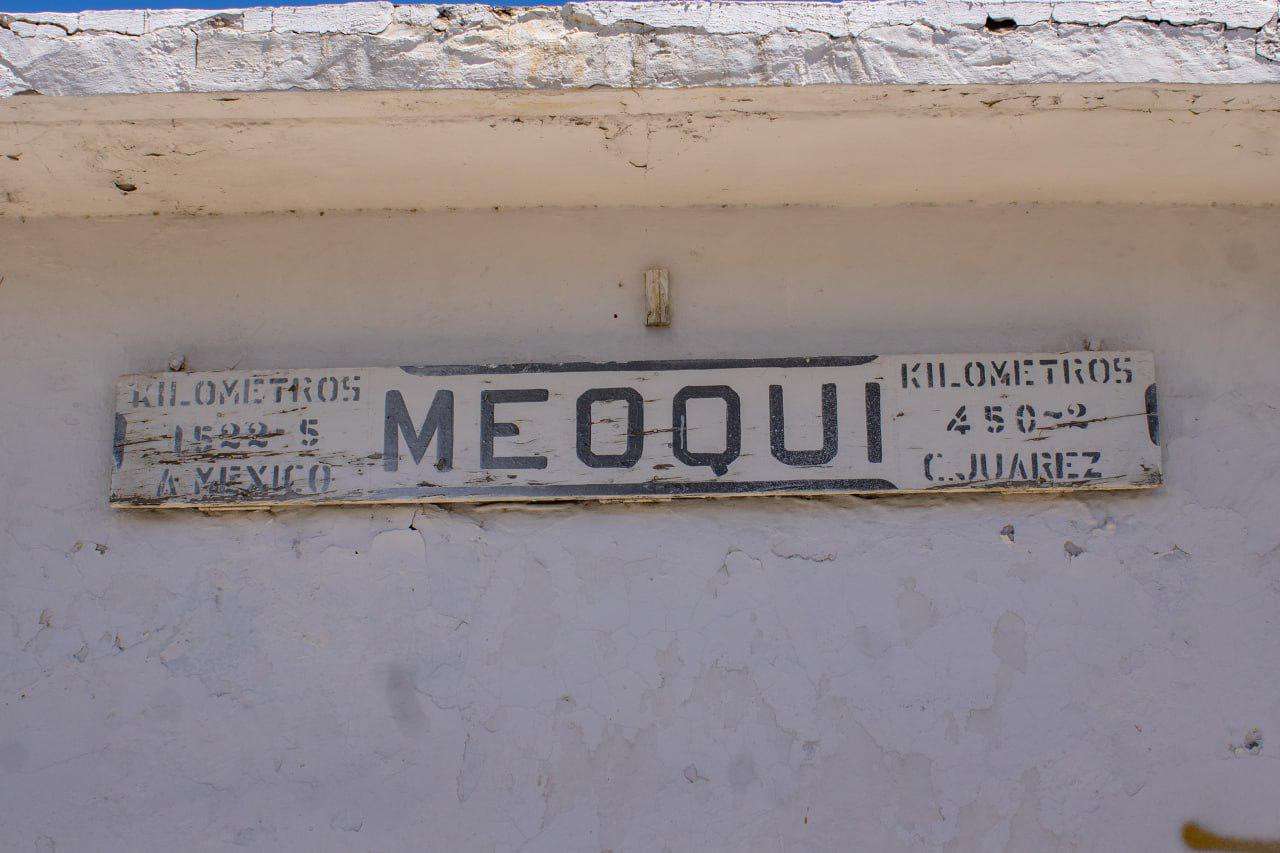 KILOMETROS
1522-5
A MEXICO
MEOQUI
KILOMETROS
450-2
C.JUAREZ